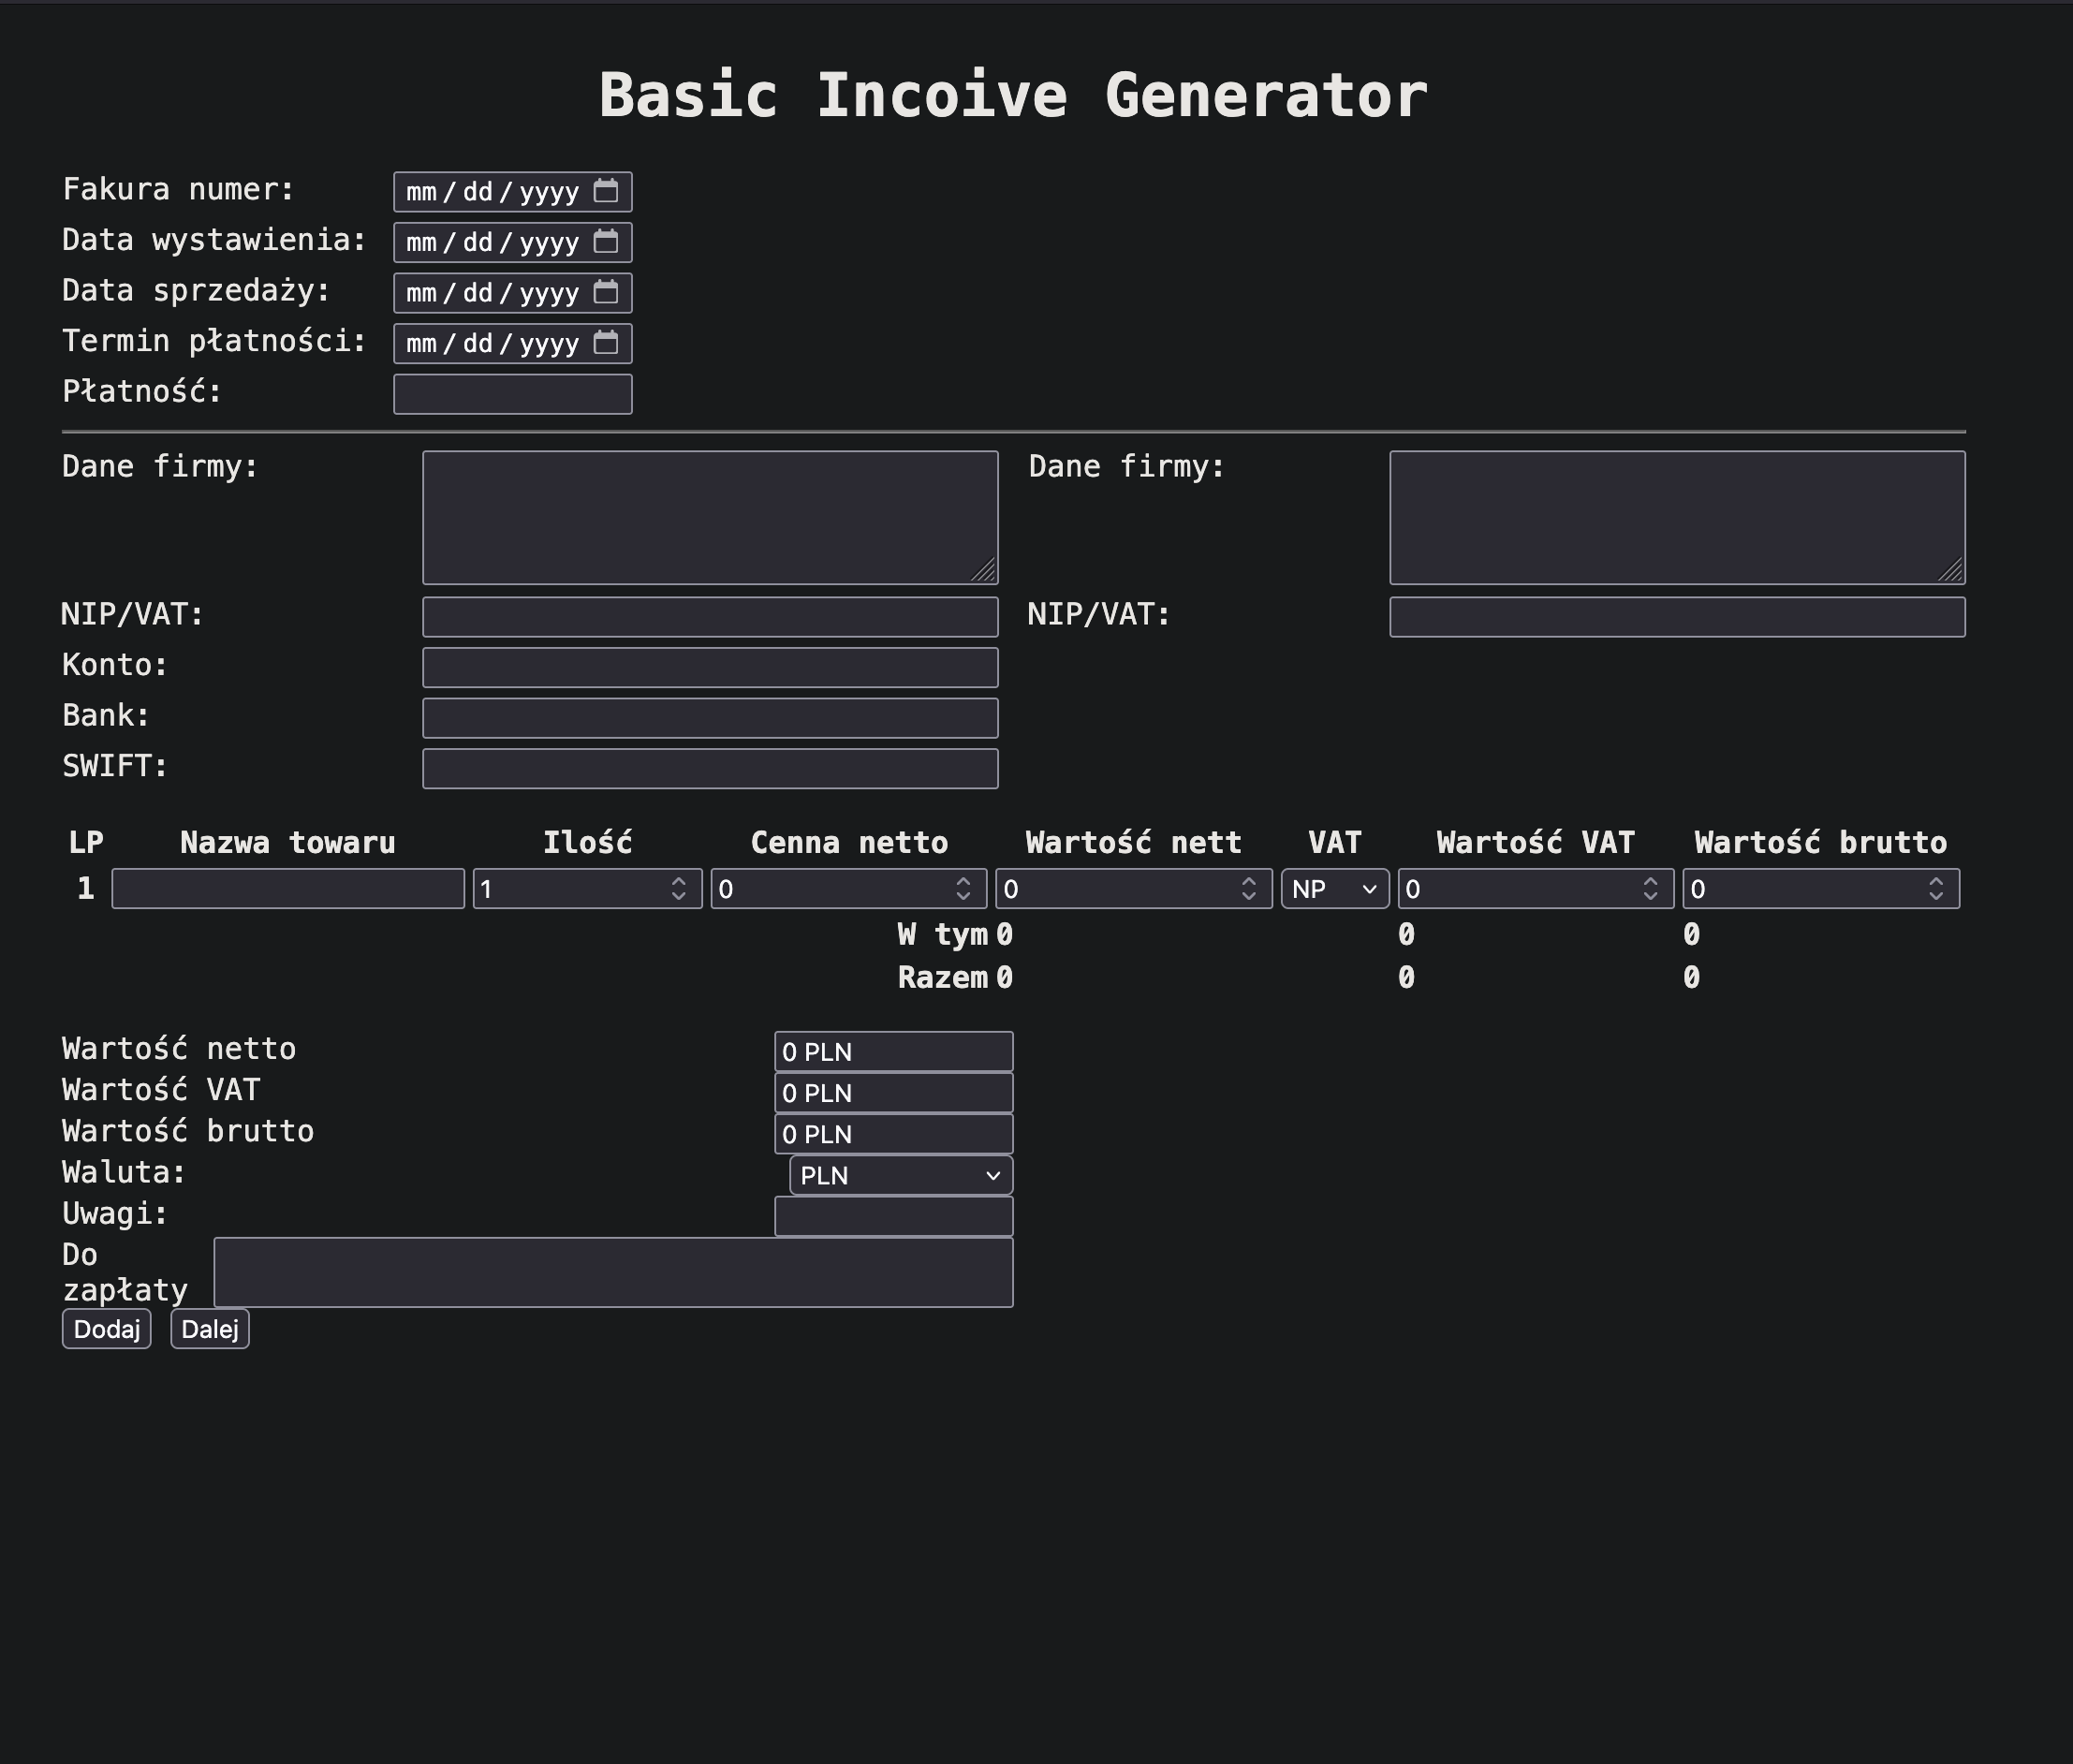 Basic Incoive Generator
Fakura numer: mm/dd/yyyy
Data wystawienia: mm/dd/yyyy
Data sprzedaży: mm/dd/yyyy
Termin płatności: mm/dd/yyyy
Płatność:
Dane firmy: Dane firmy:
NIP/VAT: NIP/VAT:
Konto:
Bank:
SWIFT:
LP Nazwa towaru Ilość Cenna netto Wartość nett VAT Wartość VAT Wartość brutto
1 1 0 0 NP 0 0
W tym 0 0 0
Razem 0 0 0
Wartość netto 0 PLN
Wartość VAT 0 PLN
Wartość brutto 0 PLN
Waluta: PLN
Uwagi:
Do
zapłaty
Dodaj Dalej